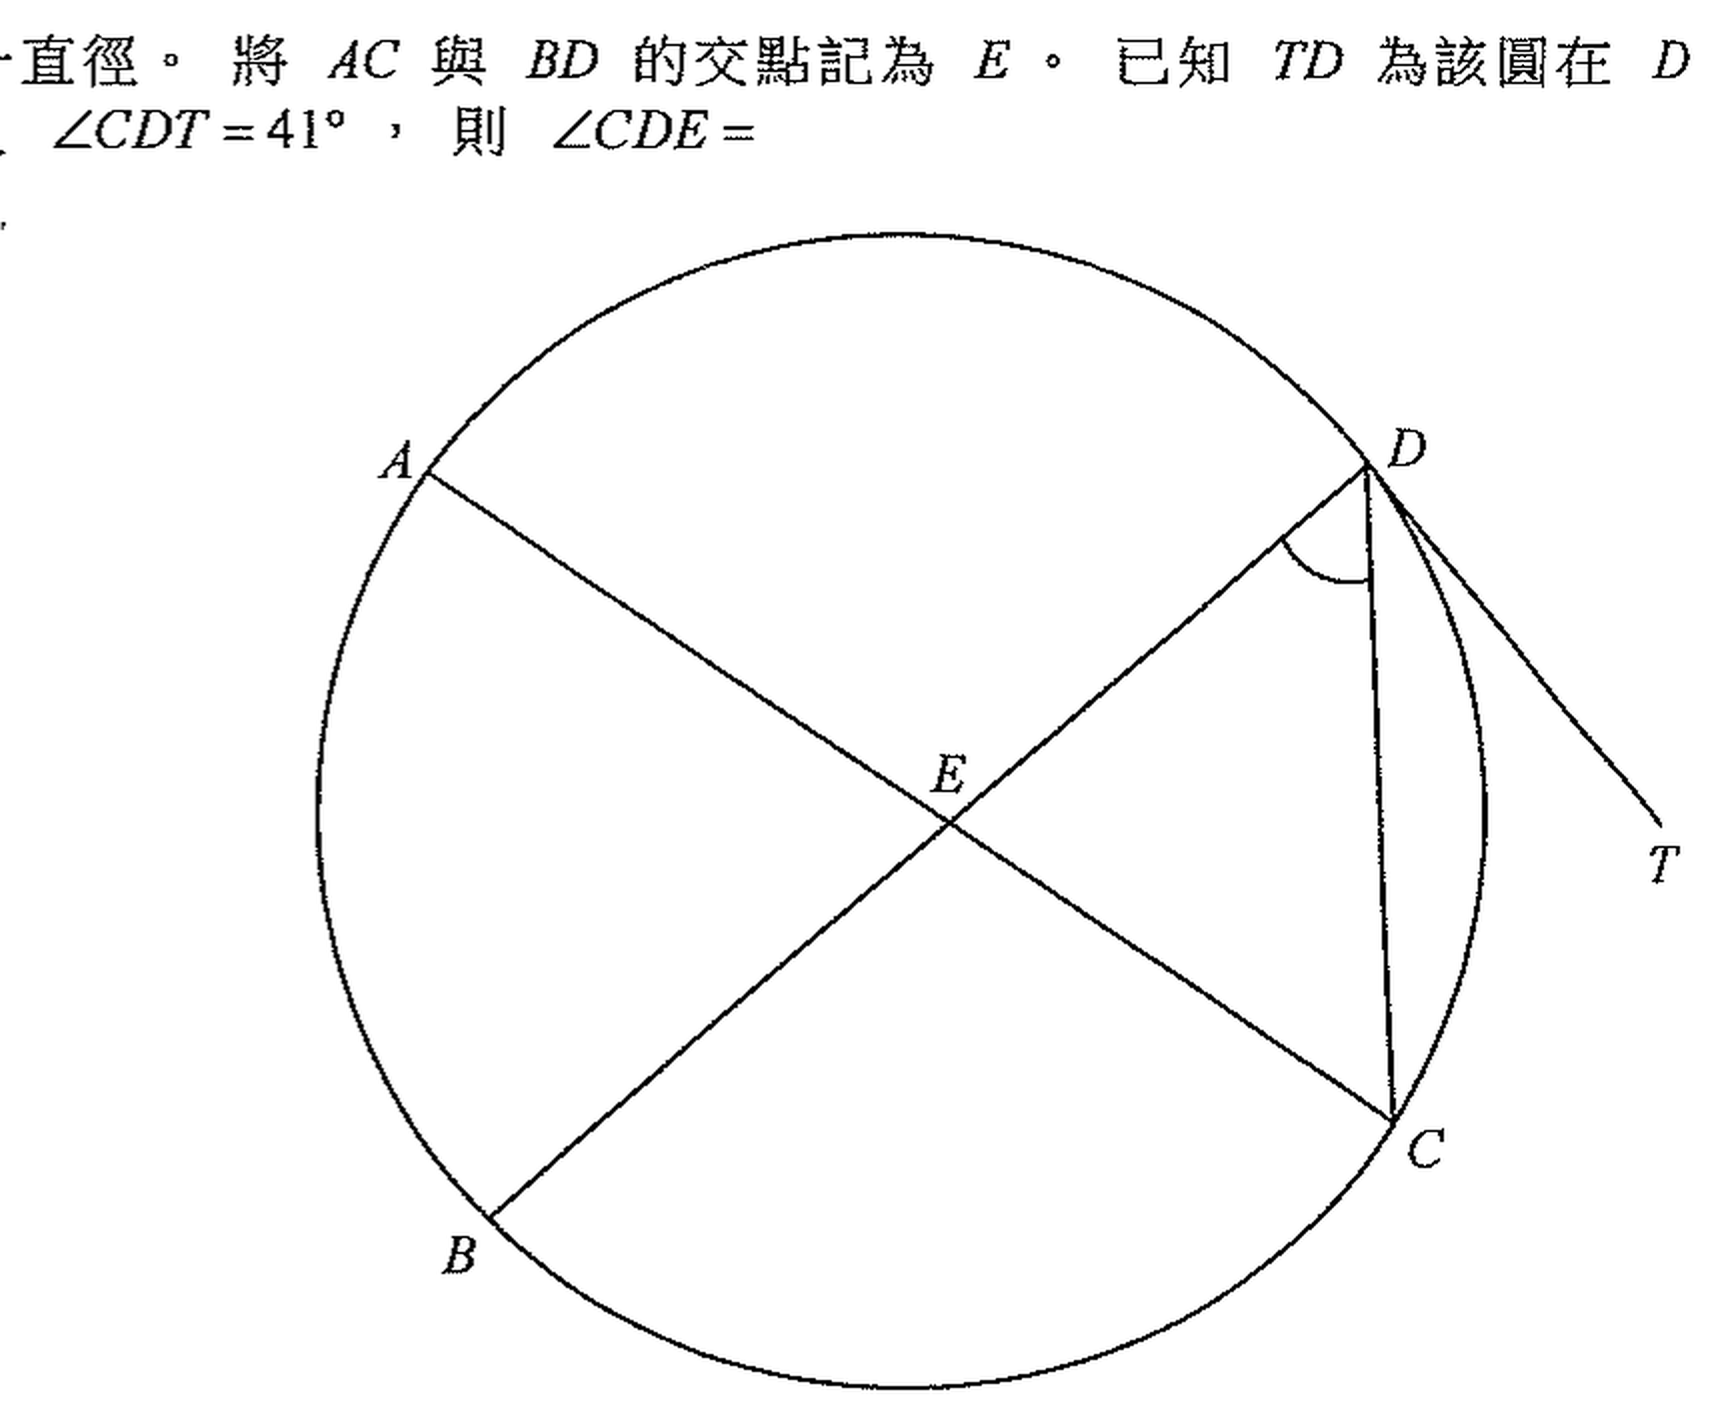 直徑。 將 AC 與 BD 的交點記為 E。 已知 TD 為該圓在 D
∠CDT = 41°, 則 ∠CDE =
A
D
E
T
C
B